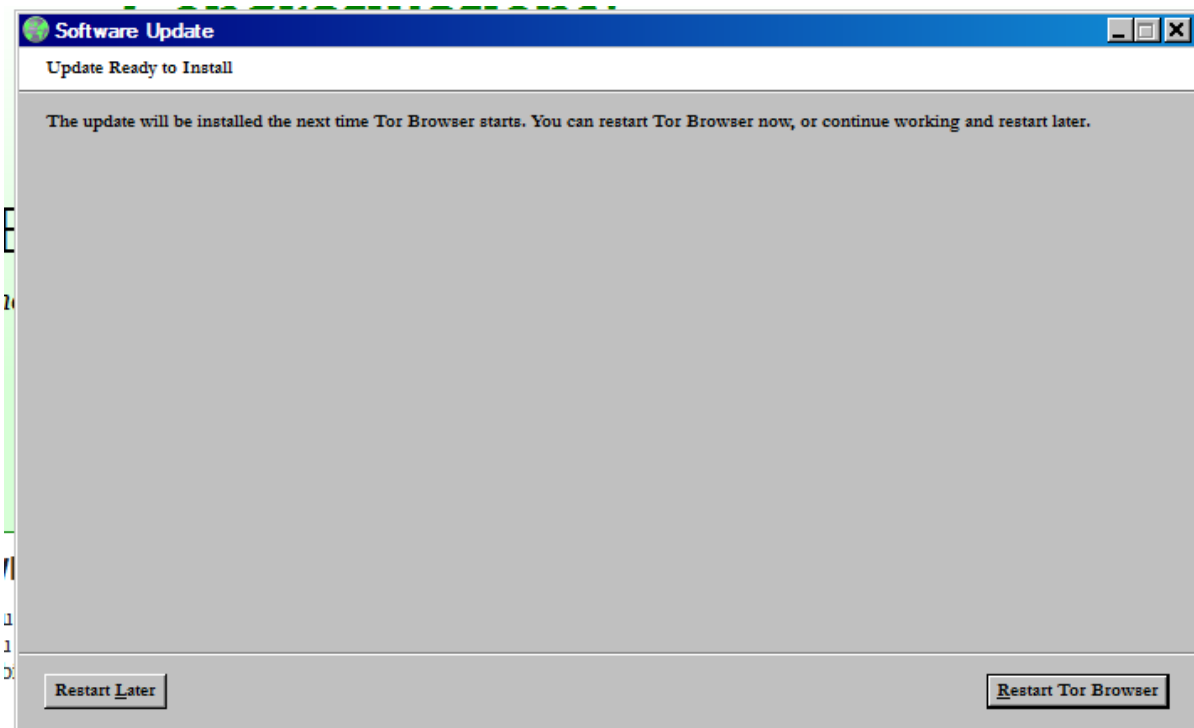 Software Update
Update Ready to Install
The update will be installed the next time Tor Browser starts. You can restart Tor Browser now, or continue working and restart later.
Restart Later
Restart Tor Browser